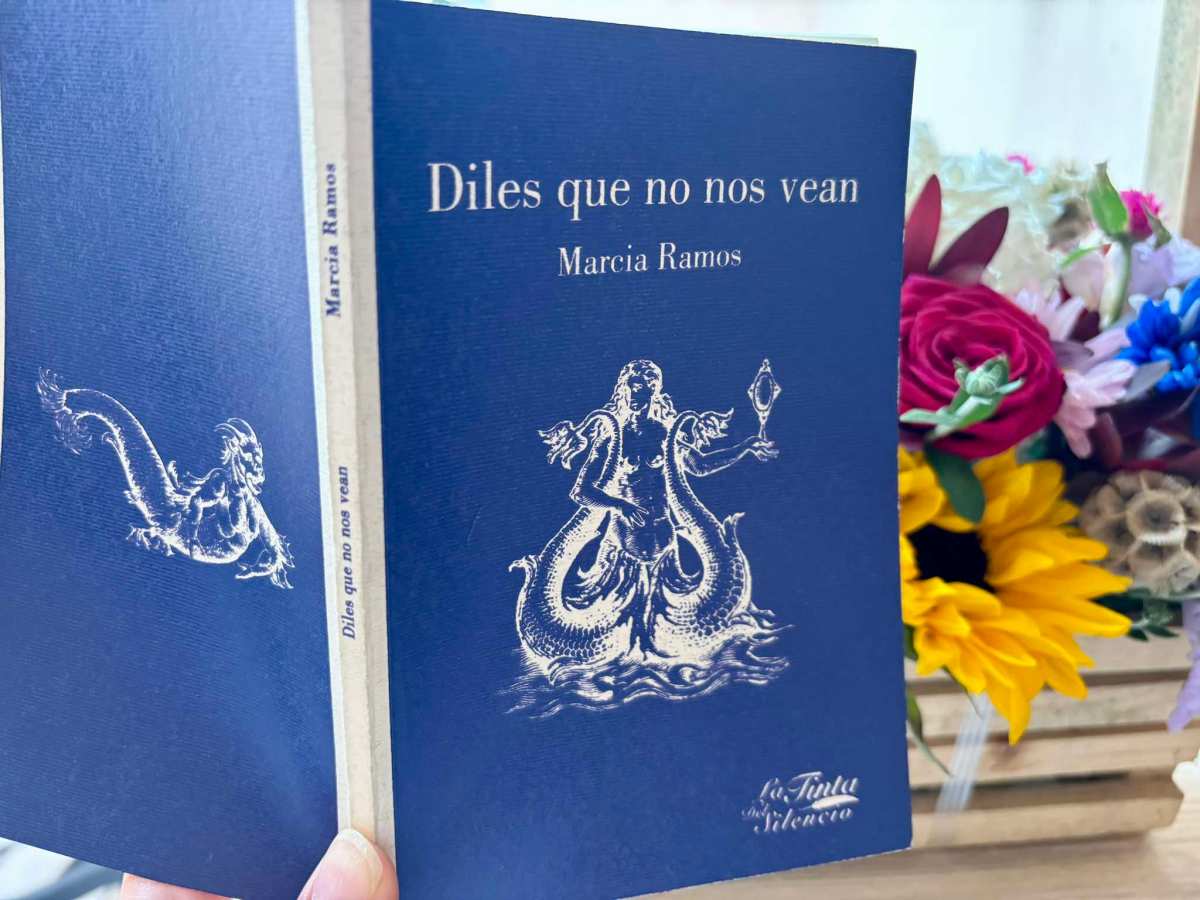 Diles que no nos vean
Marcia Ramos
La Tinta
Del
Silencio
Marcia Ramos
Diles que no nos vean